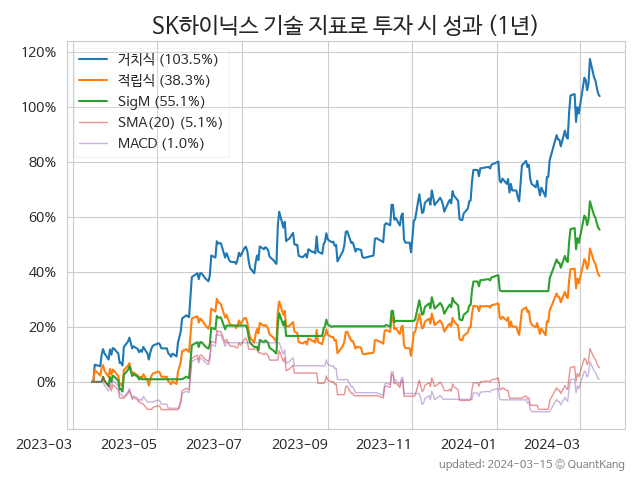 SK하이닉스 기술 지표로 투자 시 성과 (1년)
120%
100%
80%
60%
40%
20%
0%
거치식 (103.5%)
적립식 (38.3%)
SigM (55.1%)
SMA(20) (5.1%)
MACD (1.0%)
2023-03 2023-05 2023-07 2023-09 2023-11 2024-01 2024-03
updated: 2024-03-15 © QuantKang